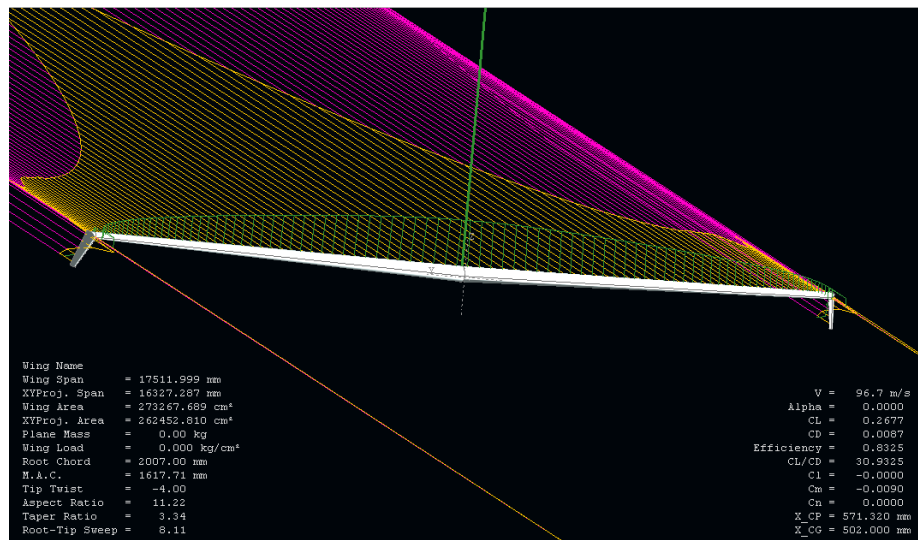 Wing Name
Wing Span = 17511.999 mm
XYProj. Span = 16327.287 mm
Wing Area = 273267.689 cm²
XYProj. Area = 262452.810 cm²
Plane Mass = 0.00 kg
Wing Load = 0.000 kg/cm²
Root Chord = 2007.00 mm
M.A.C. = 1617.71 mm
Tip Twist = -4.00
Aspect Ratio = 11.22
Taper Ratio = 3.34
Root-Tip Sweep = 8.11
V = 96.7 m/s
Alpha = 0.0000
CL = 0.2677
CD = 0.0087
Efficiency = 0.8325
CL/CD = 30.9325
Cl = -0.0000
Cm = -0.0090
Cn = 0.0000
X_CP = 571.320 mm
X_CG = 502.000 mm